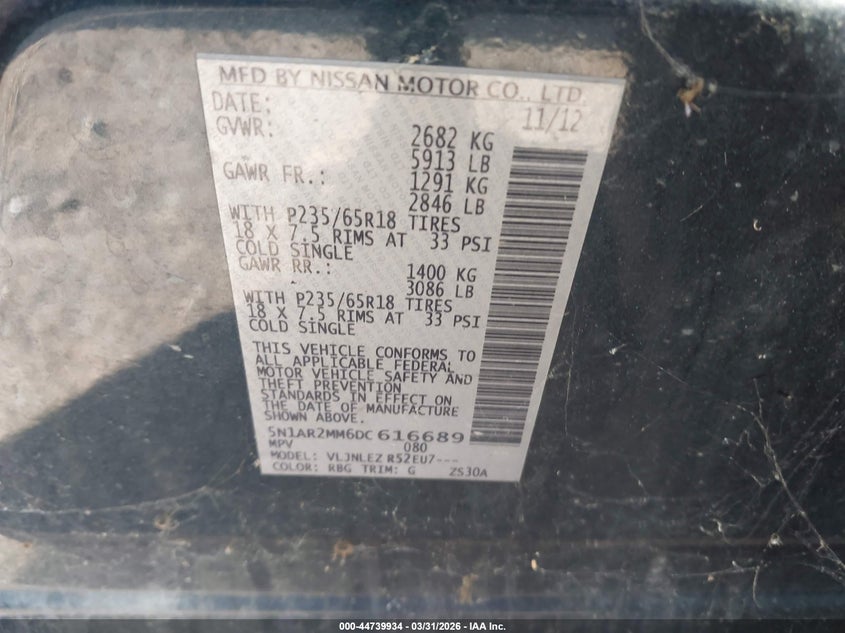 MFD BY NISSAN MOTOR CO., LTD.
DATE: 11/12
GVWR: 2682 KG
5913 LB
GAWR FR.: 1291 KG
2846 LB
WITH P235/65R18 TIRES
18 X 7.5 RIMS AT 33 PSI
COLD SINGLE
GAWR RR.: 1400 KG
3086 LB
WITH P235/65R18 TIRES
18 X 7.5 RIMS AT 33 PSI
COLD SINGLE
THIS VEHICLE CONFORMS TO
ALL APPLICABLE FEDERAL
MOTOR VEHICLE SAFETY AND
THEFT PREVENTION
STANDARDS IN EFFECT ON
THE DATE OF MANUFACTURE
SHOWN ABOVE.
5N1AR2MM6DC616689
MPV 080
MODEL: VLJNLEZ R52EU7---
COLOR: RBG TRIM: G ZS30A
000-44739934 - 03/31/2026 - IAA Inc.